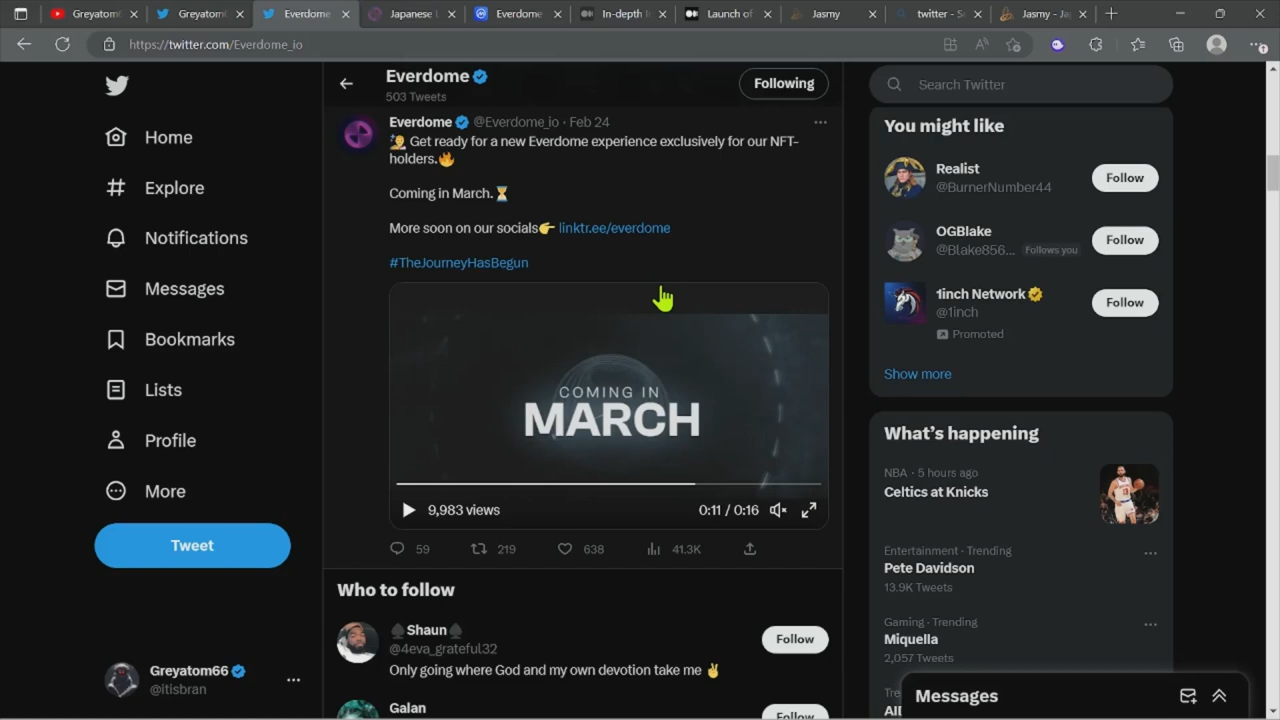 Greyatom
Greyatom
Everdome
Japanese
Everdome
In-depth
Launch of
Jasmy
twitter - S
Jasmy - Ja
https://twitter.com/Everdome_io
Home
Explore
Notifications
Messages
Bookmarks
Lists
Profile
More
Tweet
Greyatom66
@itisbran
Everdome
503 Tweets
Following
Everdome @Everdome_io · Feb 24
Get ready for a new Everdome experience exclusively for our NFT-
holders.🔥
Coming in March.⏳
More soon on our socials👉 linktr.ee/everdome
#TheJourneyHasBegun
COMING IN
MARCH
9,983 views
0:11 / 0:16
59
219
638
41.3K
Who to follow
♠Shaun♠
@4eva_grateful32
Follow
Only going where God and my own devotion take me ✌
Galan
Follow
Search Twitter
You might like
Realist
@BurnerNumber44
Follow
OGBlake
@Blake856... Follows you
Follow
1inch Network
@1inch
Follow
Promoted
Show more
What's happening
NBA · 5 hours ago
Celtics at Knicks
Entertainment · Trending
Pete Davidson
13.9K Tweets
Gaming · Trending
Miquella
2,057 Tweets
Messages